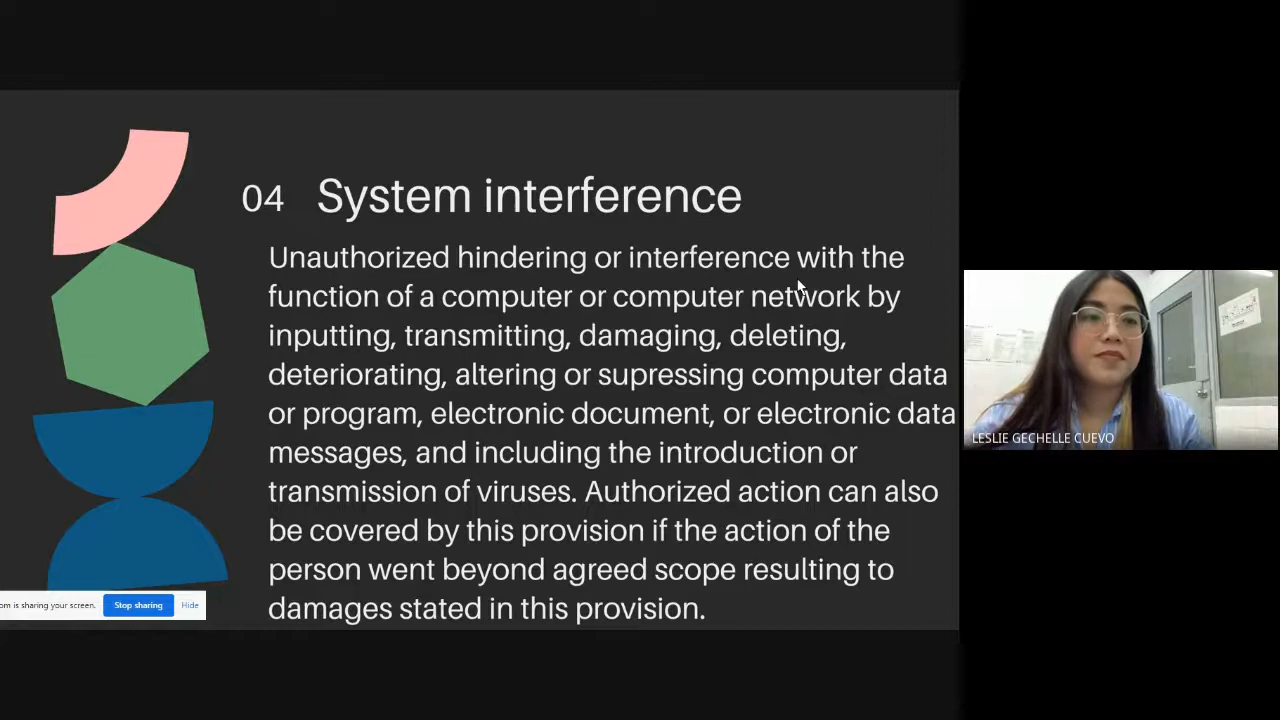 04 System interference
Unauthorized hindering or interference with the
function of a computer or computer network by
inputting, transmitting, damaging, deleting,
deteriorating, altering or supressing computer data
or program, electronic document, or electronic data
messages, and including the introduction or
transmission of viruses. Authorized action can also
be covered by this provision if the action of the
person went beyond agreed scope resulting to
damages stated in this provision.
om is sharing your screen. Stop sharing Hide
LESLIE GECHELLE CUEVO